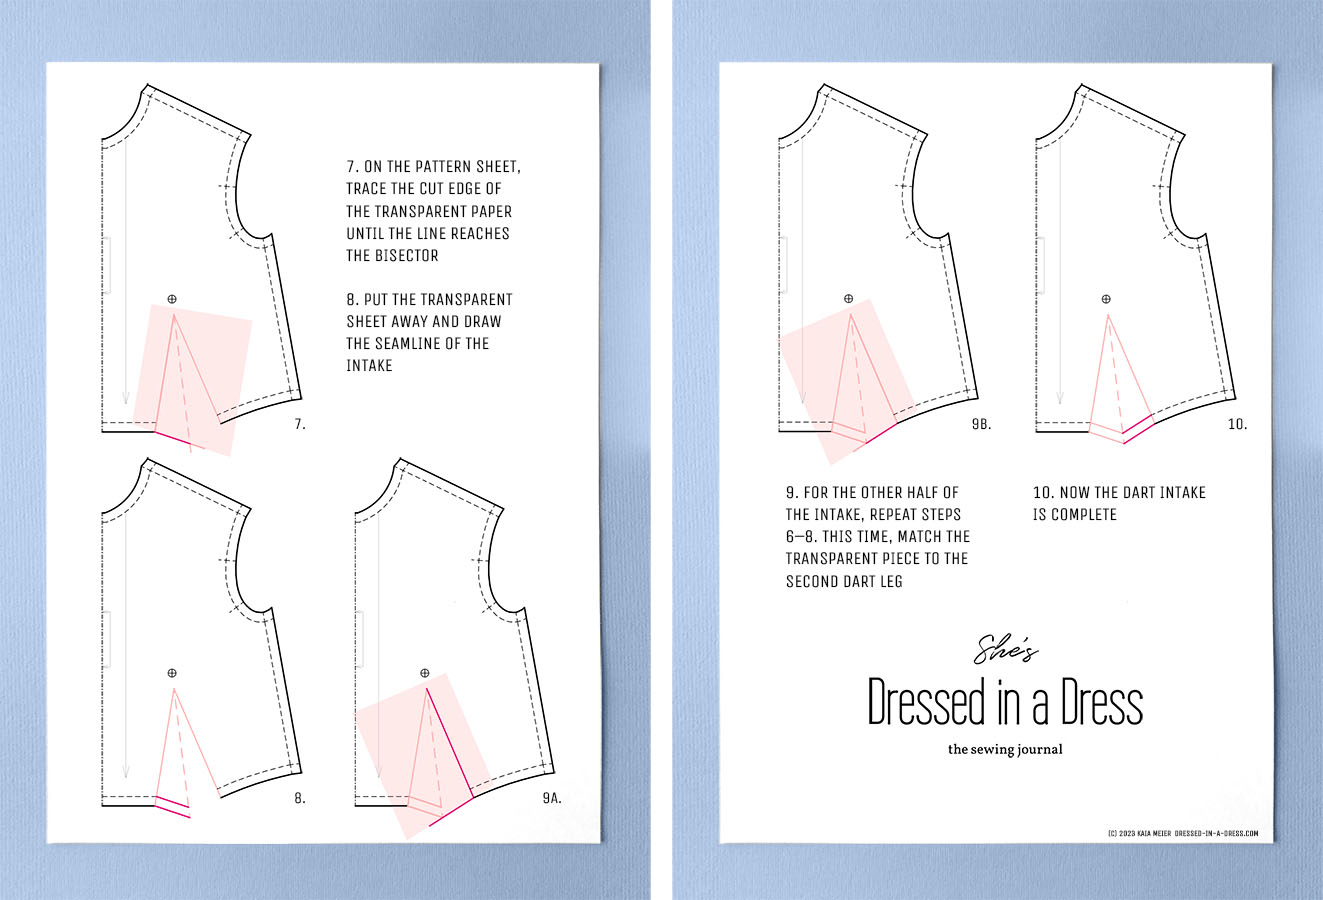 7. ON THE PATTERN SHEET,
TRACE THE CUT EDGE OF
THE TRANSPARENT PAPER
UNTIL THE LINE REACHES
THE BISECTOR
8. PUT THE TRANSPARENT
SHEET AWAY AND DRAW
THE SEAMLINE OF THE
INTAKE
7.
8.
9A.
9B.
10.
9. FOR THE OTHER HALF OF
THE INTAKE, REPEAT STEPS
6–8. THIS TIME, MATCH THE
TRANSPARENT PIECE TO THE
SECOND DART LEG
10. NOW THE DART INTAKE
IS COMPLETE
She's
Dressed in a Dress
the sewing journal
(C) 2023 KAIA MEIER DRESSED-IN-A-DRESS.COM